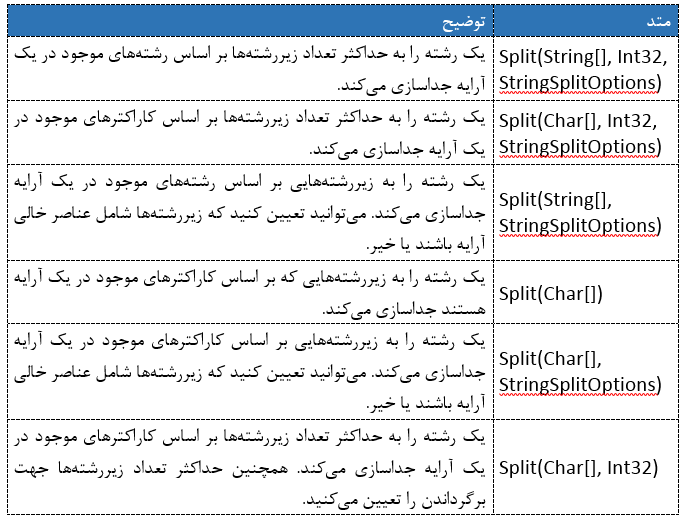 متد
توضیح
Split(String[], Int32,
StringSplitOptions)
یک رشته را به حداکثر تعداد زیررشته‌ها بر اساس رشته‌های موجود در یک
آرایه جداسازی می‌کند.
Split(Char[], Int32,
StringSplitOptions)
یک رشته را به حداکثر تعداد زیررشته‌ها بر اساس کاراکترهای موجود در
یک آرایه جداسازی می‌کند.
Split(String[],
StringSplitOptions)
یک رشته را به زیررشته‌هایی بر اساس رشته‌های موجود در یک آرایه
جداسازی می‌کند. می‌توانید تعیین کنید که زیررشته‌ها شامل عناصر خالی
آرایه باشند یا خیر.
Split(Char[])
یک رشته را به زیررشته‌هایی که بر اساس کاراکترهای موجود در یک آرایه
هستند جداسازی می‌کند.
Split(Char[],
StringSplitOptions)
یک رشته را به زیررشته‌هایی بر اساس کاراکترهای موجود در یک آرایه
جداسازی می‌کند. می‌توانید تعیین کنید که زیررشته‌ها شامل عناصر خالی
آرایه باشند یا خیر.
Split(Char[], Int32)
یک رشته را به حداکثر تعداد زیررشته‌ها بر اساس کاراکترهای موجود در
یک آرایه جداسازی می‌کند. همچنین حداکثر تعداد زیررشته‌ها جهت
برگرداندن را تعیین می‌کنید.